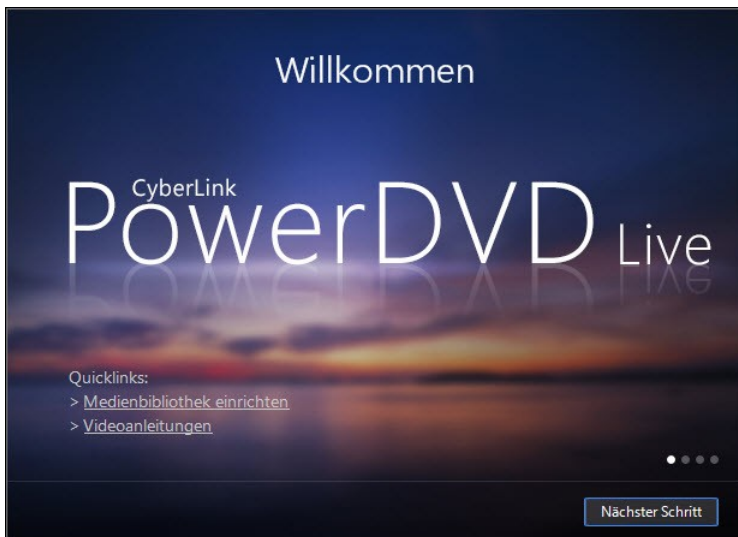 Willkommen
CyberLink
PowerDVD Live
Quicklinks:
> Medienbibliothek einrichten
> Videoanleitungen
Nächster Schritt